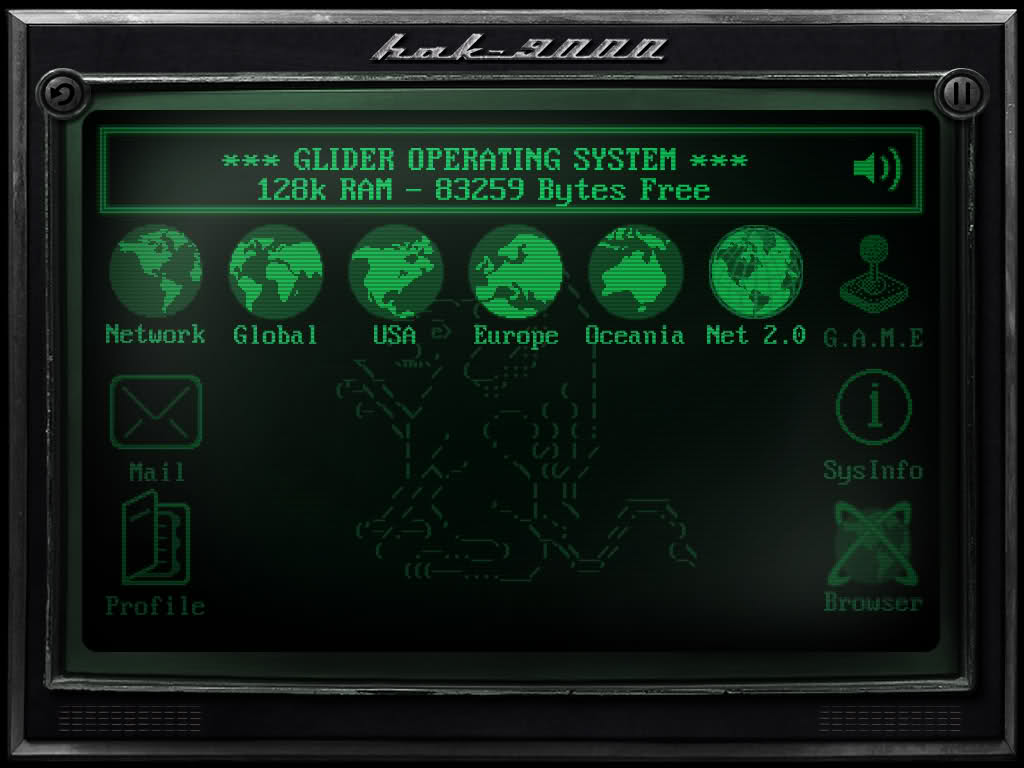 hak-9000
*** GLIDER OPERATING SYSTEM ***
128k RAM - 83259 Bytes Free
Network Global USA Europe Oceania Net 2.0 G.A.M.E
Mail SysInfo
Profile Browser